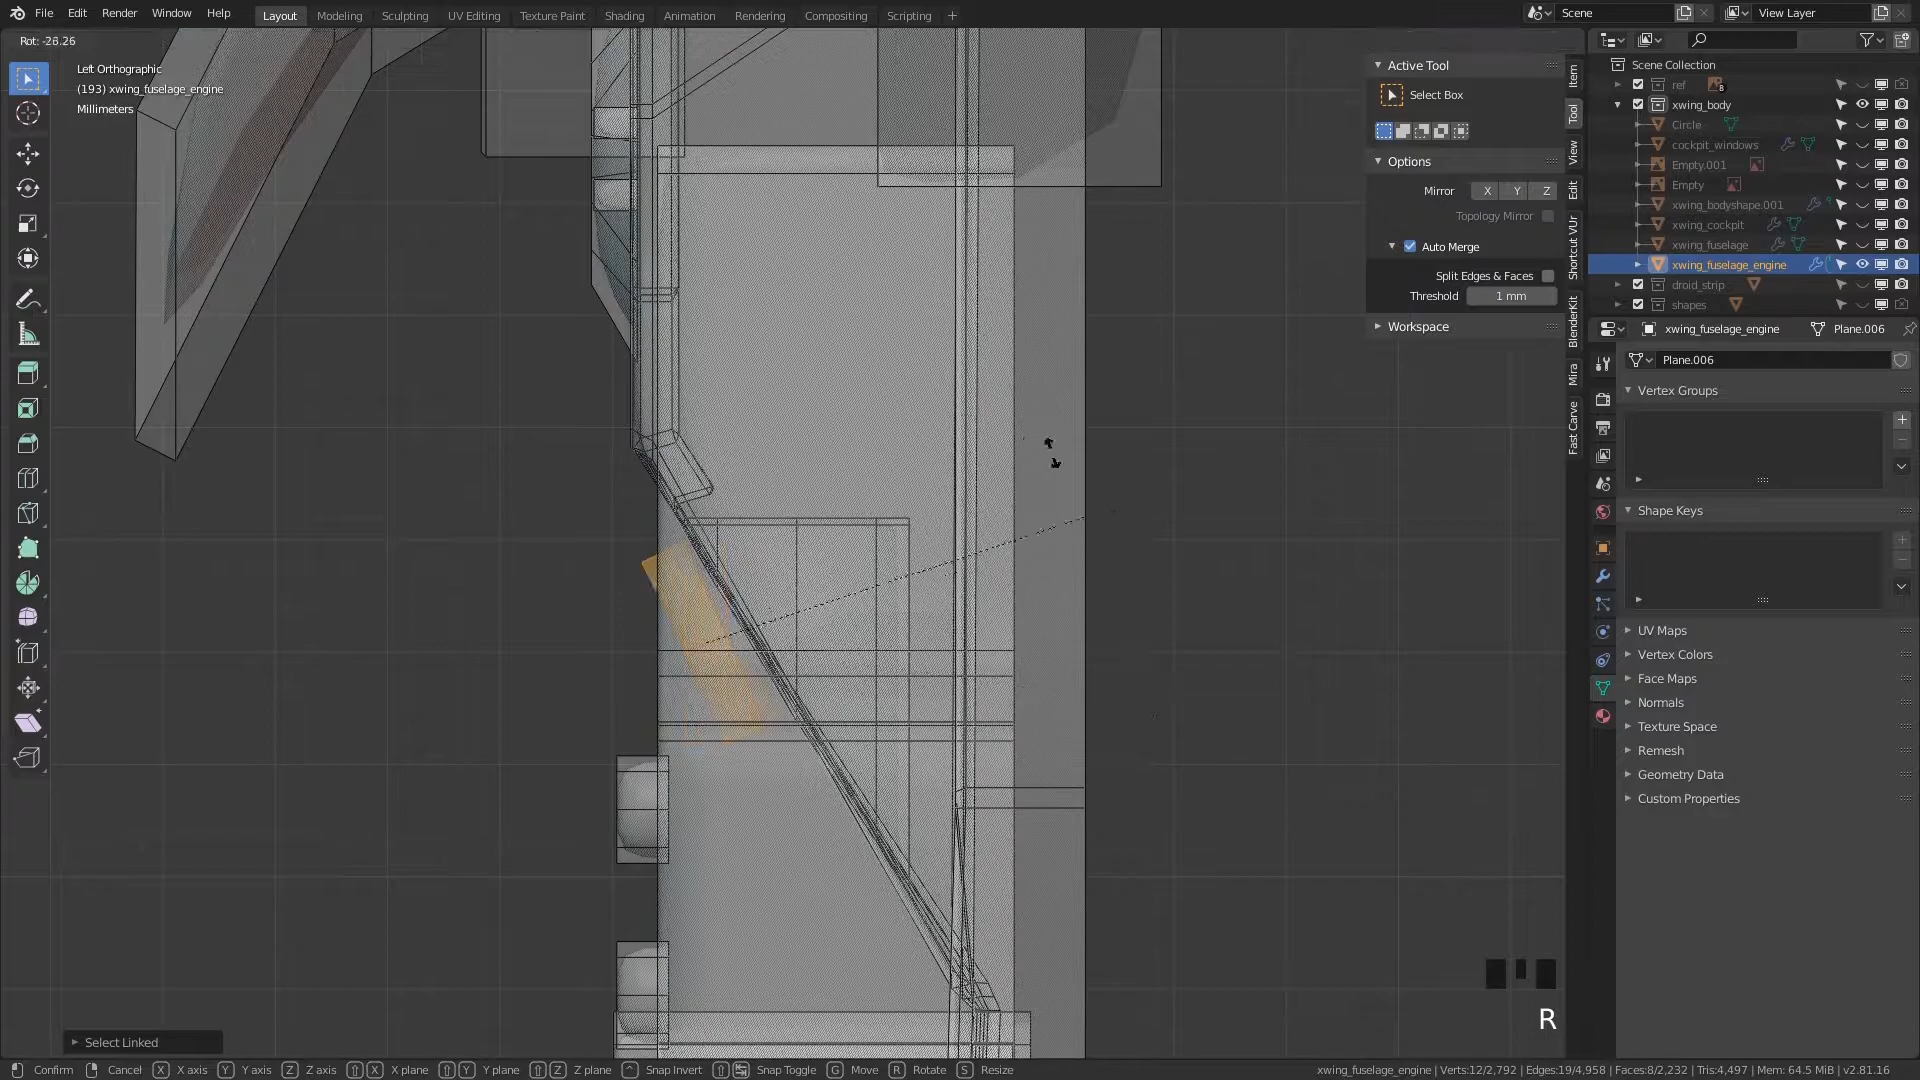 File Edit Render Window Help Layout Modeling Sculpting UV Editing Texture Paint Shading Animation Rendering Compositing Scripting + Scene View Layer
Rot: -26.26
Left Orthographic
(193) xwing_fuselage_engine
Millimeters
Active Tool
Select Box
Options
Mirror X Y Z
Topology Mirror
Auto Merge
Split Edges & Faces
Threshold 1 mm
Workspace
Item
Tool
View
Edit
Shortcut VUr
BlenderKit
Mira
Fast Carve
Scene Collection
ref 8
xwing_body
Circle
cockpit_windows
Empty.001
Empty
xwing_bodyshape.001
xwing_cockpit
xwing_fuselage
xwing_fuselage_engine
droid_strip
shapes
xwing_fuselage_engine Plane.006
Plane.006
Vertex Groups
Shape Keys
UV Maps
Vertex Colors
Face Maps
Normals
Texture Space
Remesh
Geometry Data
Custom Properties
R
Select Linked
Confirm Cancel X X axis Y Y axis Z Z axis X X plane Y Y plane Z Z plane Snap Invert Snap Toggle G Move R Rotate S Resize
xwing_fuselage_engine | Verts:12/2,792 | Edges:19/4,958 | Faces:8/2,232 | Tris:4,497 | Mem: 64.5 MiB | v2.81.16